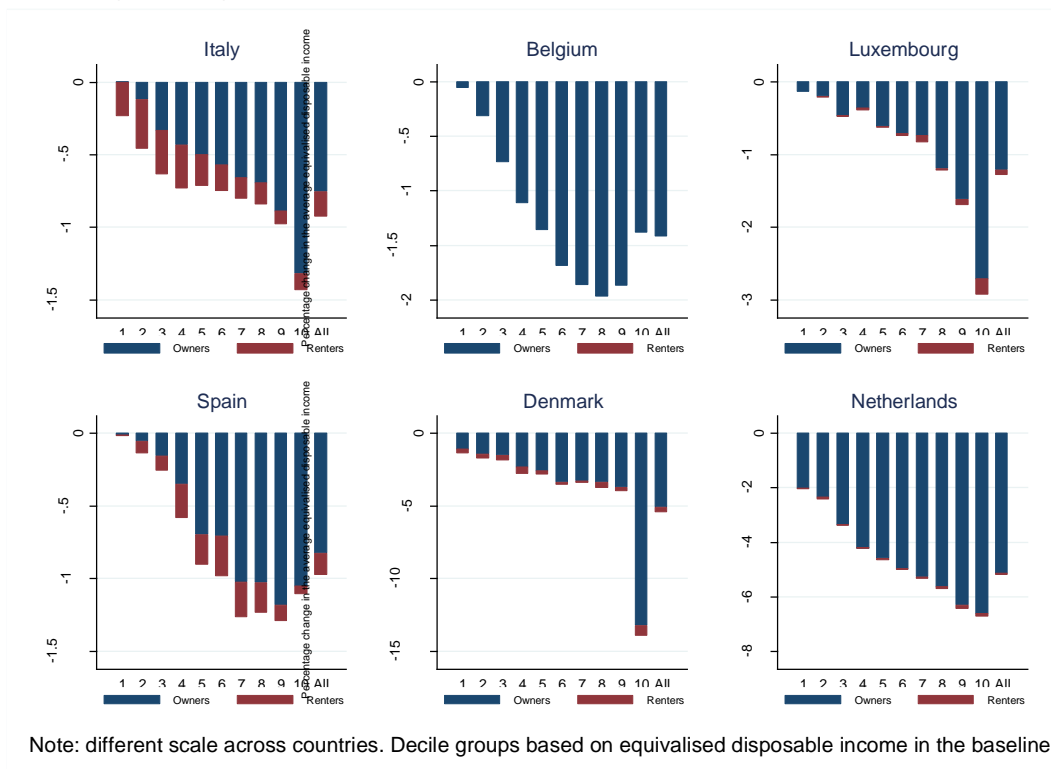 Italy
Belgium
Luxembourg
Percentage change in the average equivalised disposable income
0
-.5
-1
-1.5
1 2 3 4 5 6 7 8 9 10 All
Owners Renters
0
-.5
-1
-1.5
-2
1 2 3 4 5 6 7 8 9 10 All
Owners Renters
0
-1
-2
-3
1 2 3 4 5 6 7 8 9 10 All
Owners Renters
Spain
Denmark
Netherlands
Percentage change in the average equivalised disposable income
0
-.5
-1
-1.5
1 2 3 4 5 6 7 8 9 10 All
Owners Renters
0
-5
-10
-15
1 2 3 4 5 6 7 8 9 10 All
Owners Renters
0
-2
-4
-6
-8
1 2 3 4 5 6 7 8 9 10 All
Owners Renters
Note: different scale across countries. Decile groups based on equivalised disposable income in the baseline